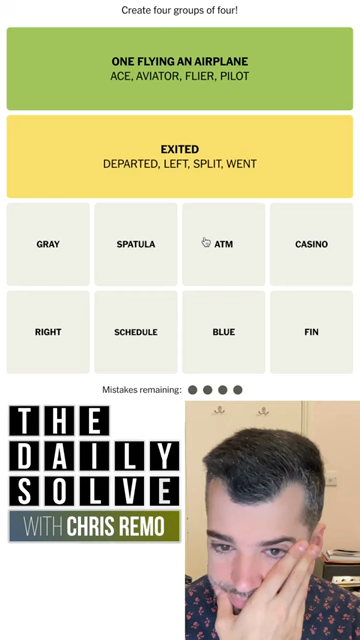 Create four groups of four!
ONE FLYING AN AIRPLANE
ACE, AVIATOR, FLIER, PILOT
EXITED
DEPARTED, LEFT, SPLIT, WENT
GRAY SPATULA ATM CASINO
RIGHT SCHEDULE BLUE FIN
Mistakes remaining:
THE
DAILY
SOLVE
WITH CHRIS REMO